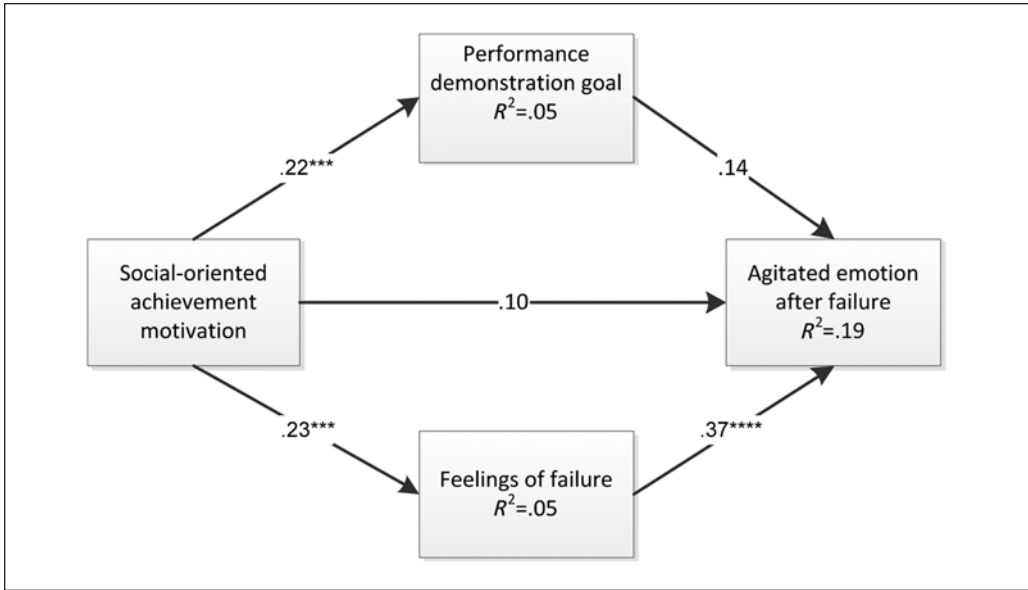 Performance
demonstration goal
R²=.05
.22***
.14
Social-oriented
achievement
motivation
.10
Agitated emotion
after failure
R²=.19
.23***
.37****
Feelings of failure
R²=.05